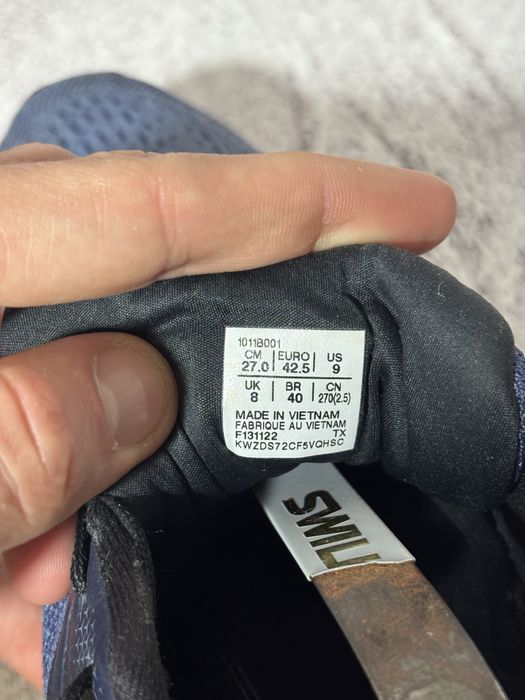 1011B001
CM | EURO | US
27.0 | 42.5 | 9
UK | BR | CN
8 | 40 | 270(2.5)
MADE IN VIETNAM
FABRIQUE AU VIETNAM
F131122 TX
KWZDS72CF5VQHSC
SMIL